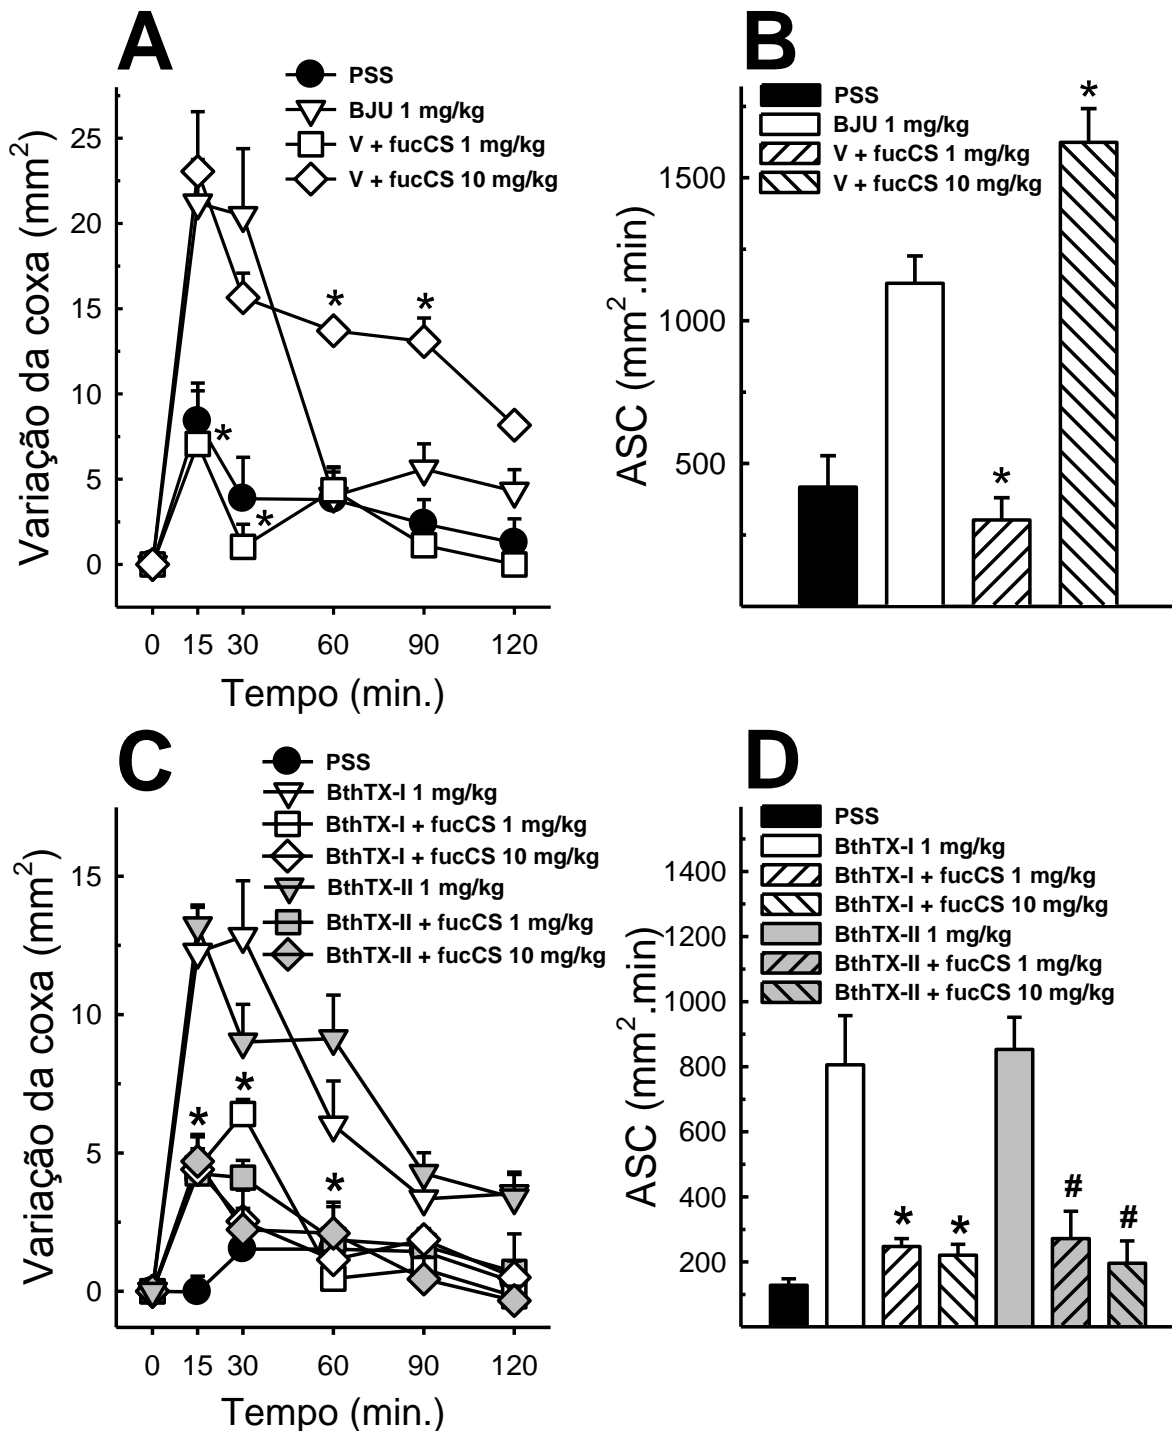 A
PSS
BJU 1 mg/kg
V + fucCS 1 mg/kg
V + fucCS 10 mg/kg
Variação da coxa (mm2)
25
20
15
10
5
0
*
*
*
*
0 15 30 60 90 120
Tempo (min.)
B
PSS
BJU 1 mg/kg
V + fucCS 1 mg/kg
V + fucCS 10 mg/kg
ASC (mm2.min)
1500
1000
500
*
*
C
PSS
BthTX-I 1 mg/kg
BthTX-I + fucCS 1 mg/kg
BthTX-I + fucCS 10 mg/kg
BthTX-II 1 mg/kg
BthTX-II + fucCS 1 mg/kg
BthTX-II + fucCS 10 mg/kg
Variação da coxa (mm2)
15
10
5
0
*
*
*
0 15 30 60 90 120
Tempo (min.)
D
PSS
BthTX-I 1 mg/kg
BthTX-I + fucCS 1 mg/kg
BthTX-I + fucCS 10 mg/kg
BthTX-II 1 mg/kg
BthTX-II + fucCS 1 mg/kg
BthTX-II + fucCS 10 mg/kg
ASC (mm2.min)
1400
1200
1000
800
600
400
200
* * # #